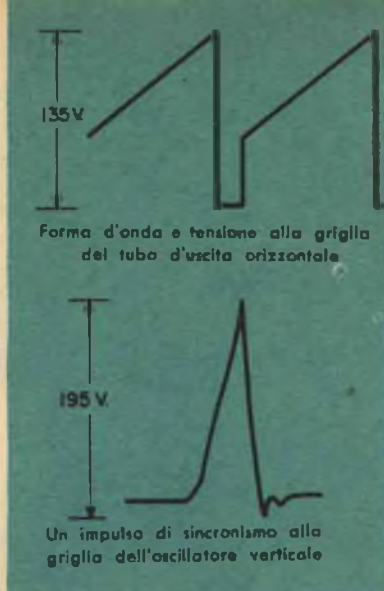 135 V.
Forma d'onda e tensione alla griglia
del tubo d'uscita orizzontale
195 V.
Un impulso di sincronismo alla
griglia dell'oscillatore verticale